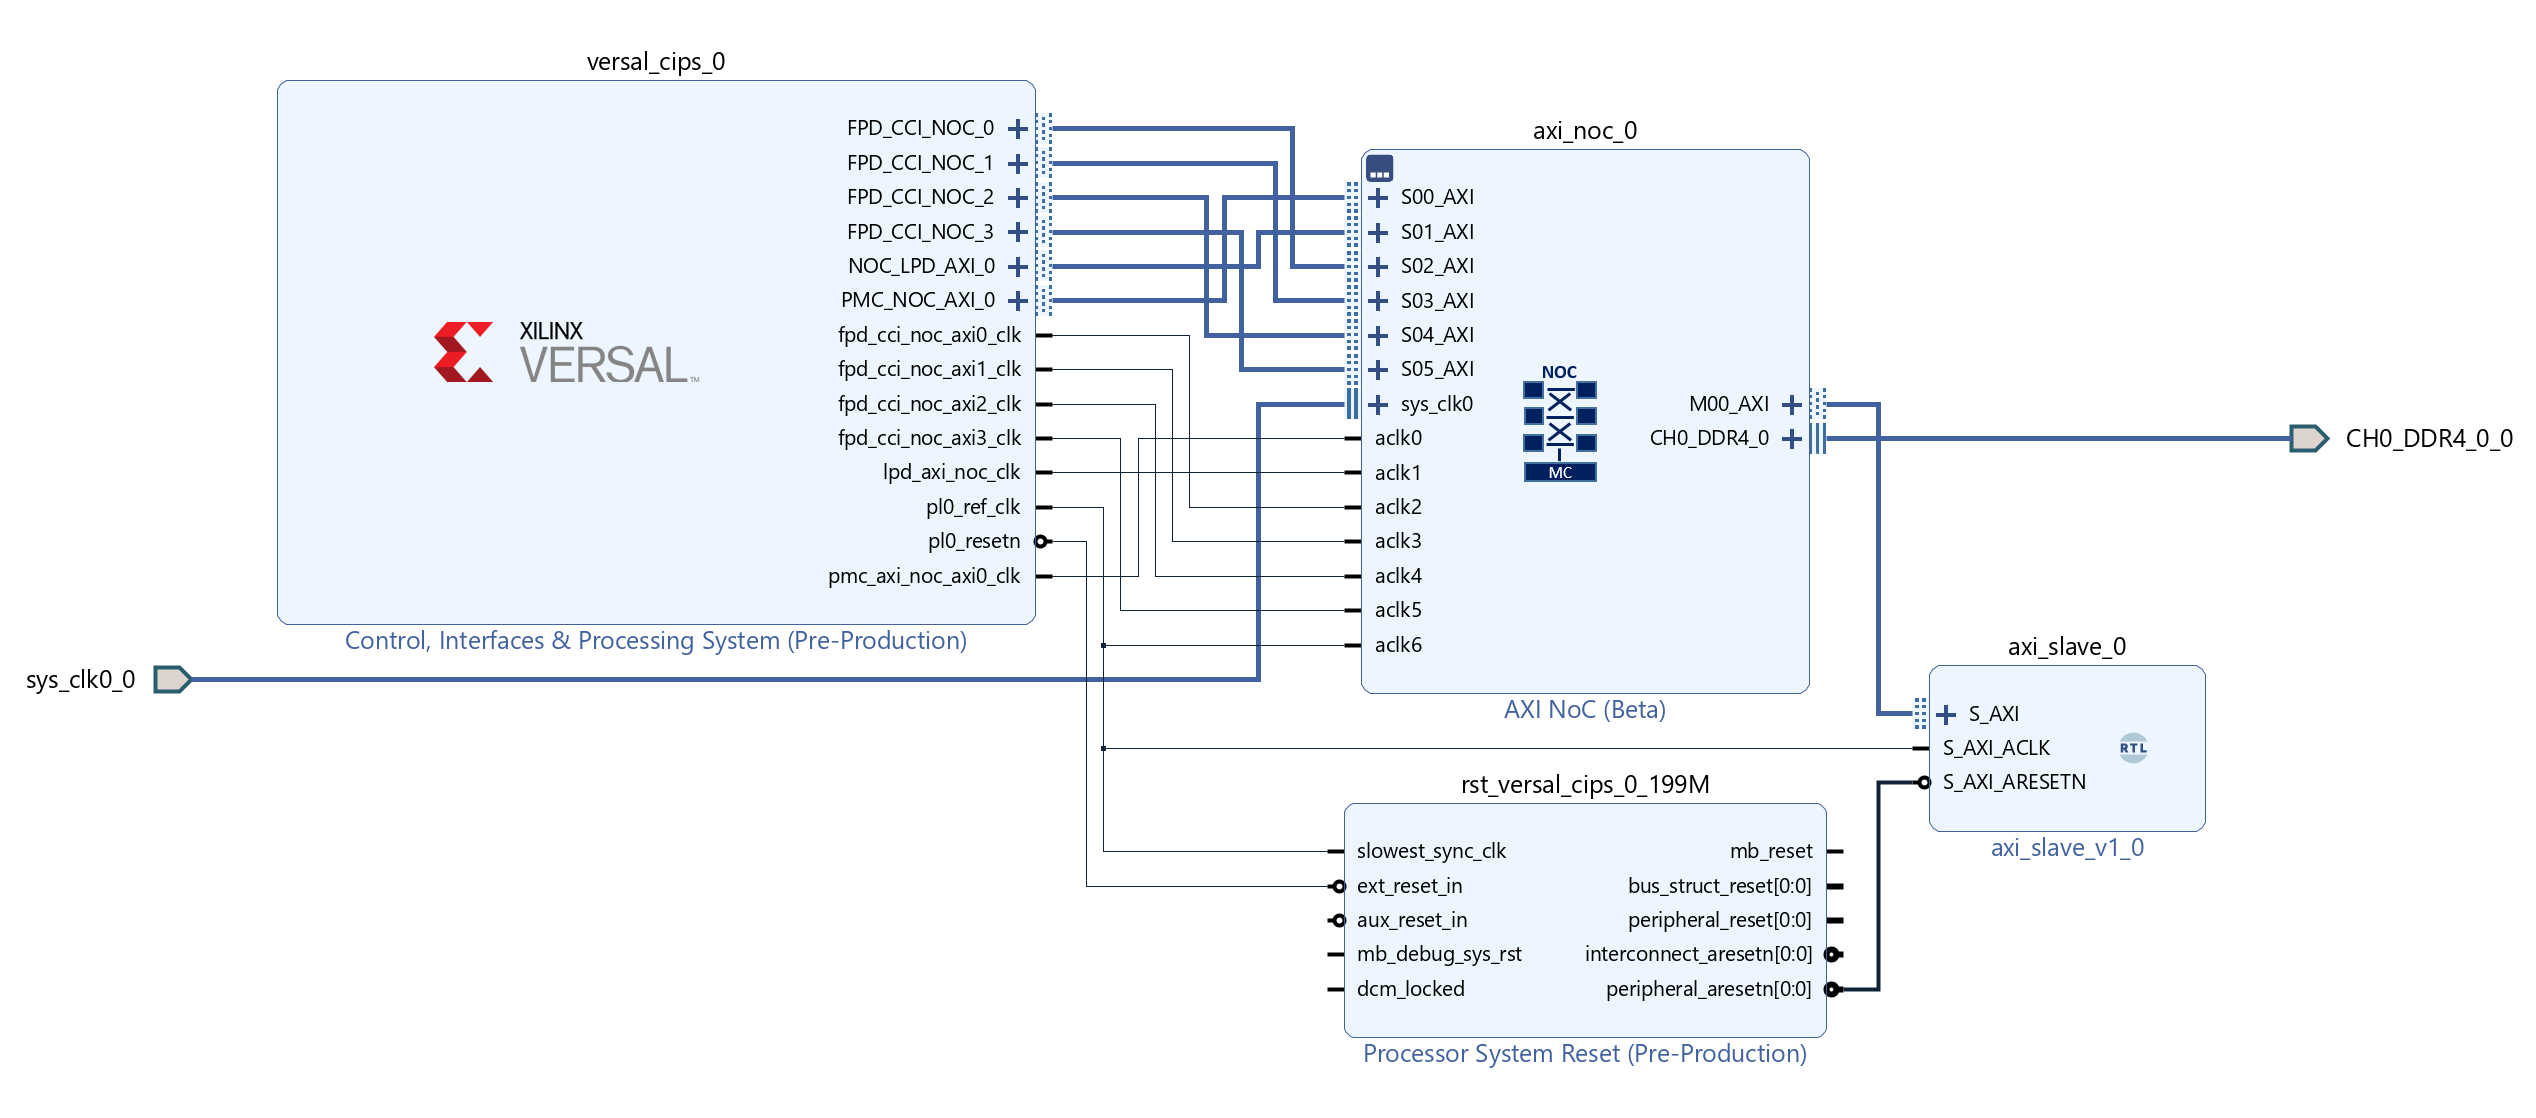 versal_cips_0
FPD_CCI_NOC_0
FPD_CCI_NOC_1
FPD_CCI_NOC_2
FPD_CCI_NOC_3
NOC_LPD_AXI_0
PMC_NOC_AXI_0
fpd_cci_noc_axi0_clk
fpd_cci_noc_axi1_clk
fpd_cci_noc_axi2_clk
fpd_cci_noc_axi3_clk
lpd_axi_noc_clk
pl0_ref_clk
pl0_resetn
pmc_axi_noc_axi0_clk
XILINX
VERSAL™
Control, Interfaces & Processing System (Pre-Production)
sys_clk0_0
axi_noc_0
S00_AXI
S01_AXI
S02_AXI
S03_AXI
S04_AXI
S05_AXI
sys_clk0
aclk0
aclk1
aclk2
aclk3
aclk4
aclk5
aclk6
NOC
MC
M00_AXI
CH0_DDR4_0
AXI NoC (Beta)
CH0_DDR4_0_0
axi_slave_0
S_AXI
S_AXI_ACLK
S_AXI_ARESETN
RTL
axi_slave_v1_0
rst_versal_cips_0_199M
slowest_sync_clk
ext_reset_in
aux_reset_in
mb_debug_sys_rst
dcm_locked
mb_reset
bus_struct_reset[0:0]
peripheral_reset[0:0]
interconnect_aresetn[0:0]
peripheral_aresetn[0:0]
Processor System Reset (Pre-Production)